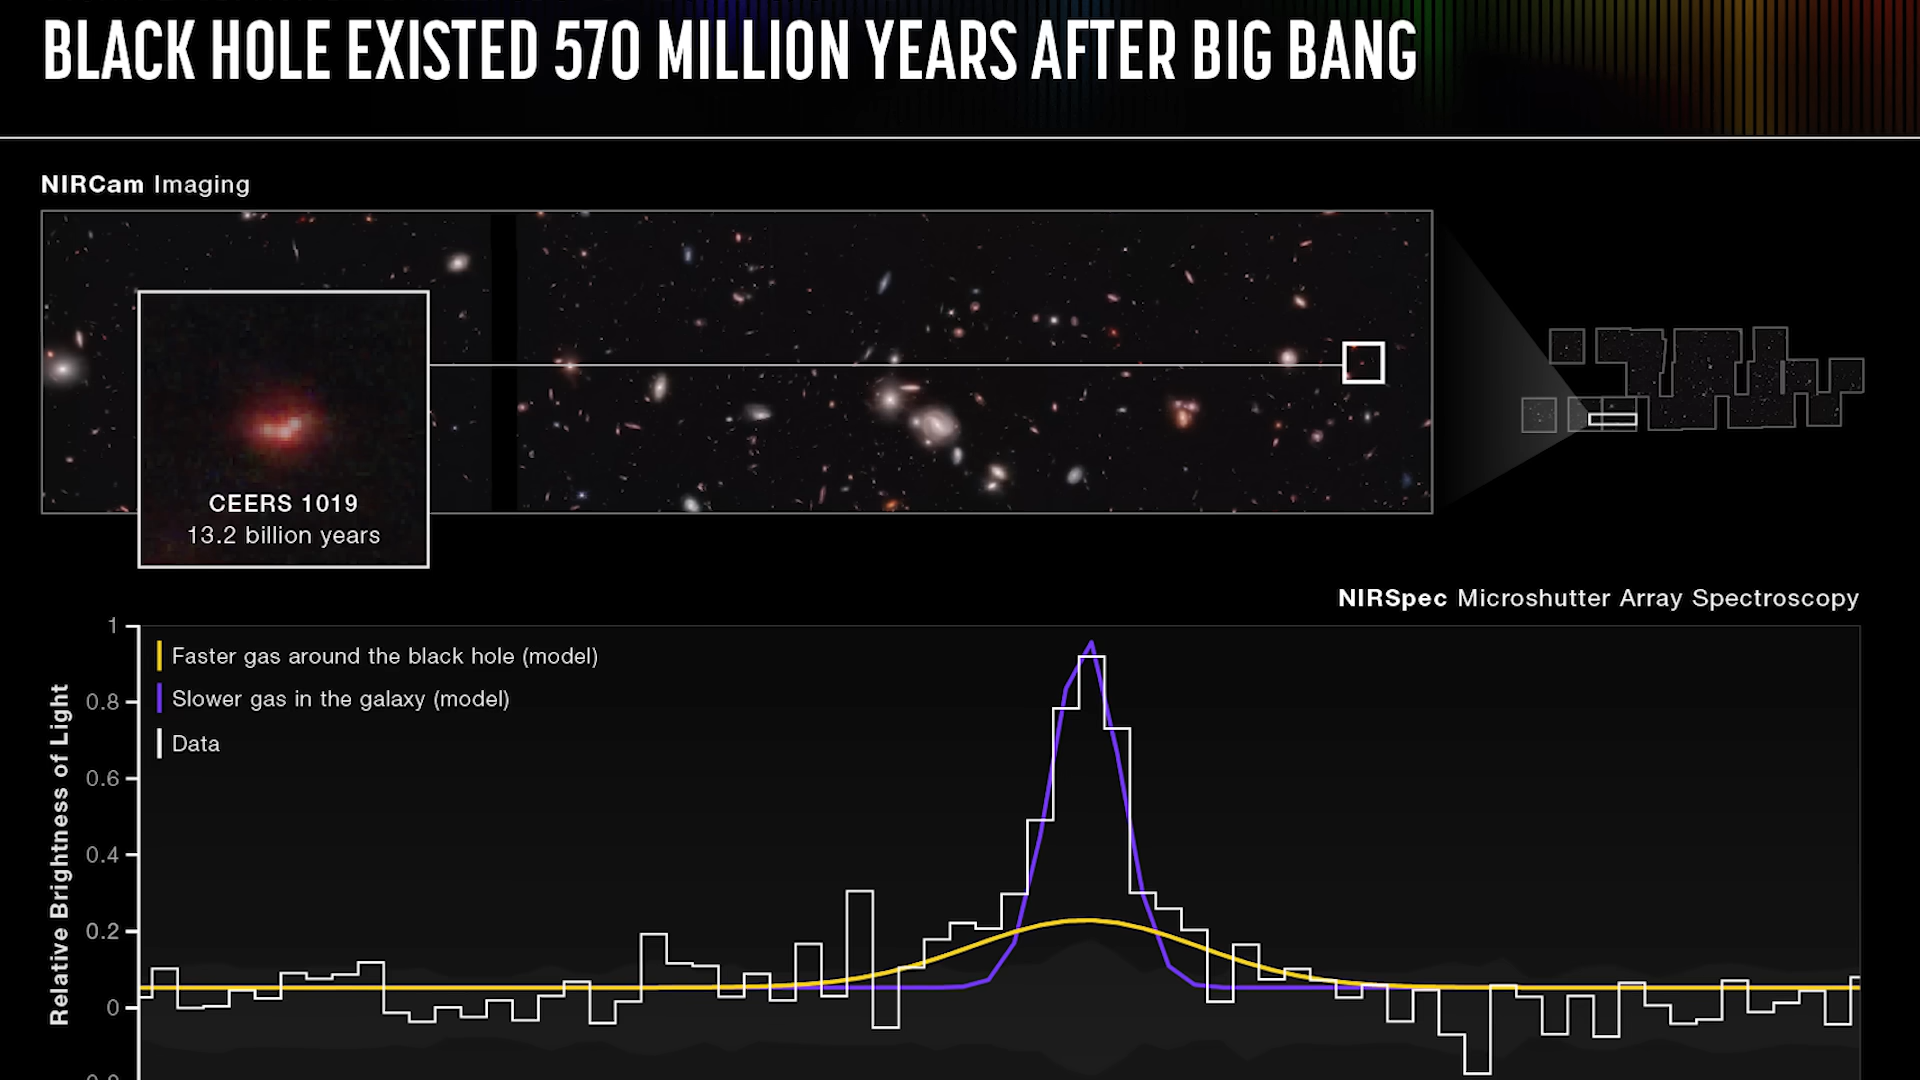 BLACK HOLE EXISTED 570 MILLION YEARS AFTER BIG BANG
NIRCam Imaging
CEERS 1019
13.2 billion years
NIRSpec Microshutter Array Spectroscopy
Faster gas around the black hole (model)
Slower gas in the galaxy (model)
Data
Relative Brightness of Light
1
0.8
0.6
0.4
0.2
0